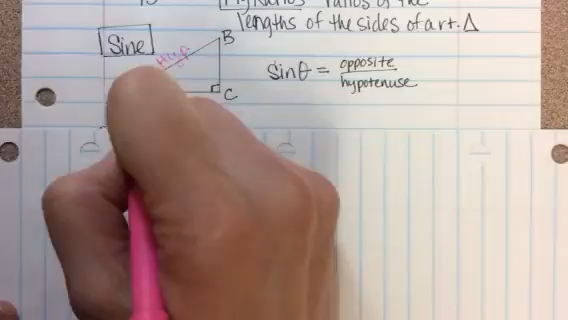 ratios of the
lengths of the sides of a rt. Δ
Sine
hyp
B
sinθ = opposite
hypotenuse
C